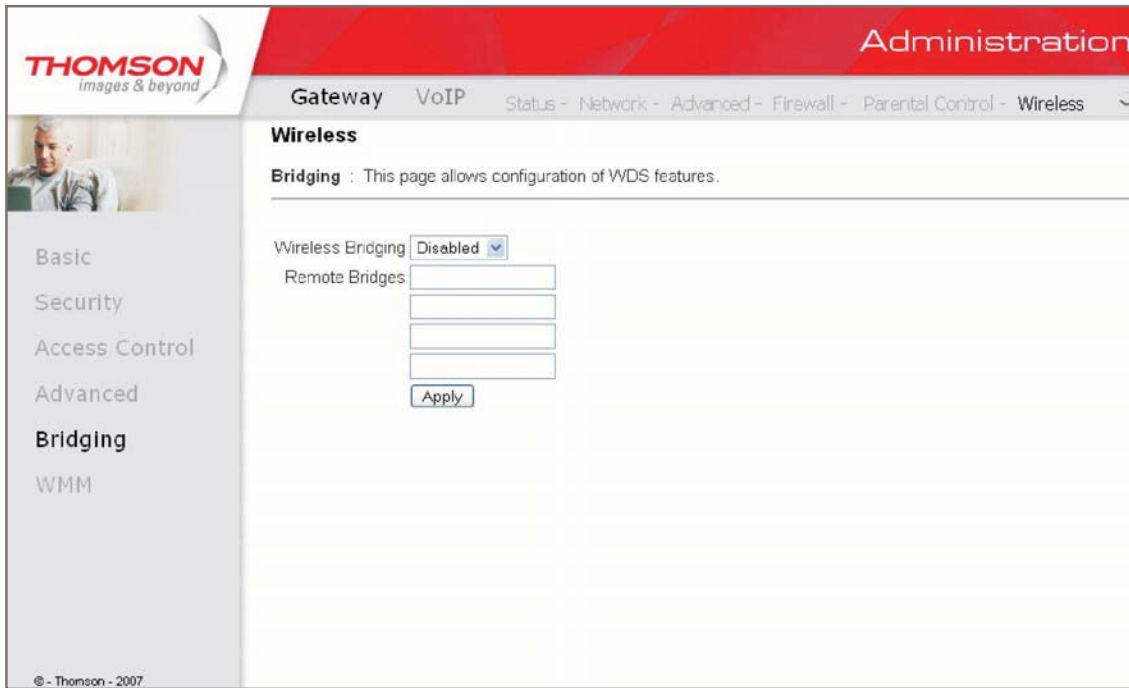 Administration
THOMSON
images & beyond
Gateway VoIP Status - Network - Advanced - Firewall - Parental Control - Wireless
Wireless
Bridging : This page allows configuration of WDS features.
Wireless Bridging Disabled
Remote Bridges
Apply
Basic
Security
Access Control
Advanced
Bridging
WMM
© - Thomson - 2007